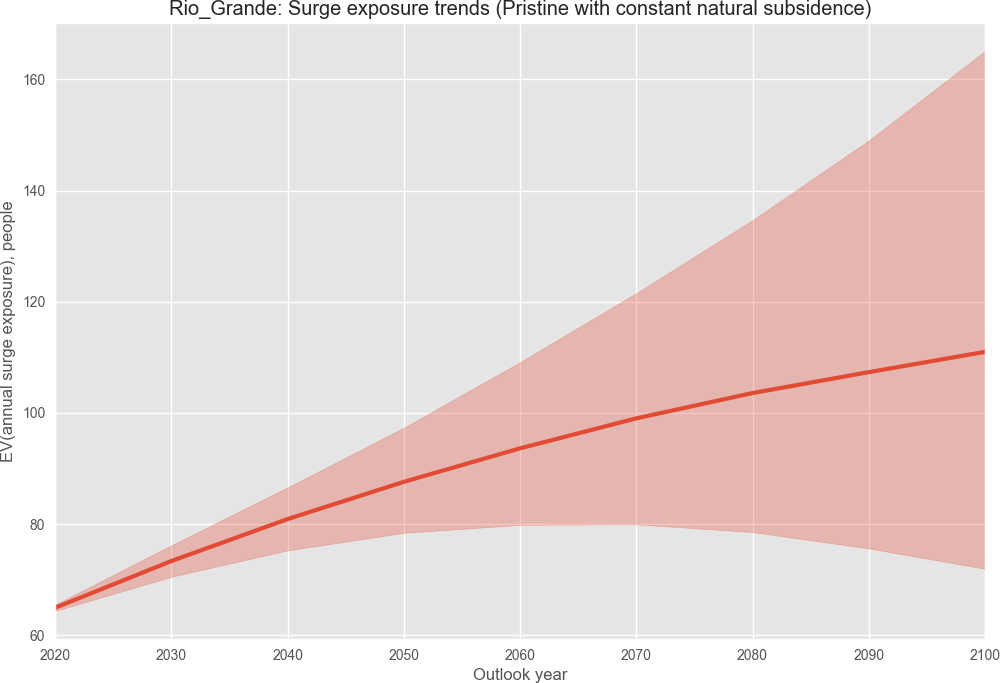 Rio_Grande: Surge exposure trends (Pristine with constant natural subsidence)
EV(annual surge exposure), people
160
140
120
100
80
60
2020 2030 2040 2050 2060 2070 2080 2090 2100
Outlook year